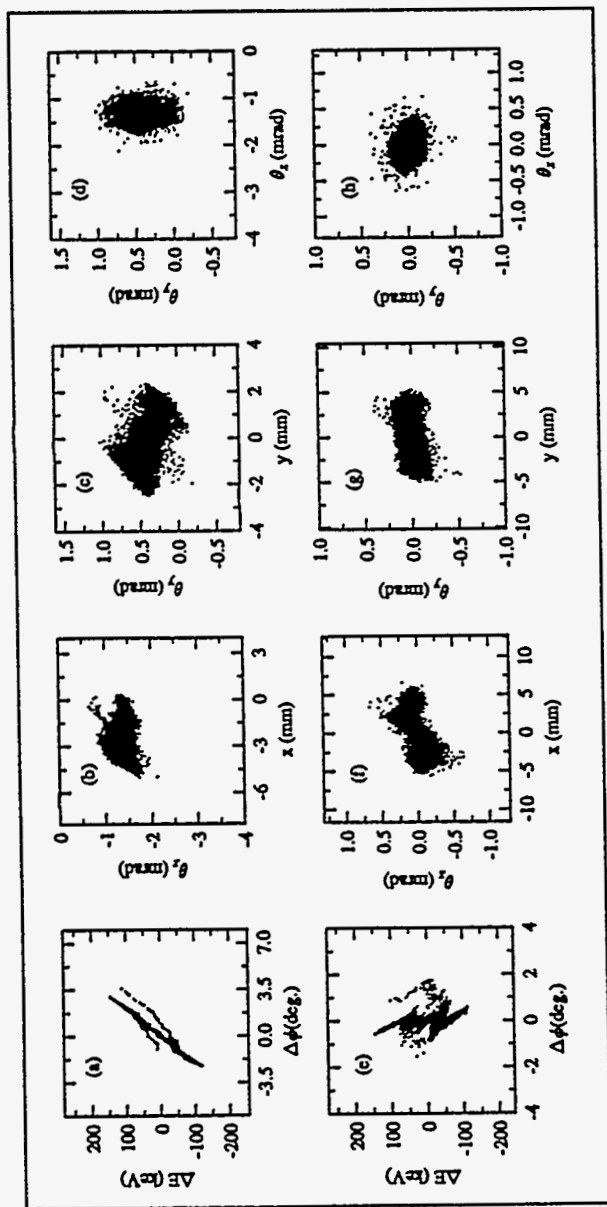 (a)
200
100
0
-100
-200
ΔE (keV)
-3.5 0.0 3.5 7.0
Δϕ(deg.)
(b)
0
-1
-2
-3
-4
θx (mrad)
-6 -3 0 3
x (mm)
(c)
1.5
1.0
0.5
0.0
-0.5
θy (mrad)
-4 -2 0 2 4
y (mm)
(d)
1.5
1.0
0.5
0.0
-0.5
θy (mrad)
-4 -3 -2 -1 0
θx (mrad)
(e)
200
100
0
-100
-200
ΔE (keV)
-4 -2 0 2 4
Δϕ(deg.)
(f)
1.0
0.5
0.0
-0.5
-1.0
θx (mrad)
-10 -5 0 5 10
x (mm)
(g)
1.0
0.5
0.0
-0.5
-1.0
θy (mrad)
-10 -5 0 5 10
y (mm)
(h)
1.0
0.5
0.0
-0.5
-1.0
θy (mrad)
-1.0 -0.5 0.0 0.5 1.0
θx (mrad)